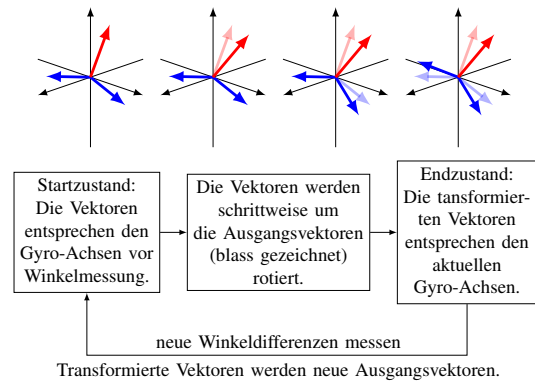 Startzustand:
Die Vektoren
entsprechen den
Gyro-Achsen vor
Winkelmessung.
Die Vektoren werden
schrittweise um
die Ausgangsvektoren
(blass gezeichnet)
rotiert.
Endzustand:
Die tansformier-
ten Vektoren
entsprechen den
aktuellen
Gyro-Achsen.
neue Winkeldifferenzen messen
Transformierte Vektoren werden neue Ausgangsvektoren.